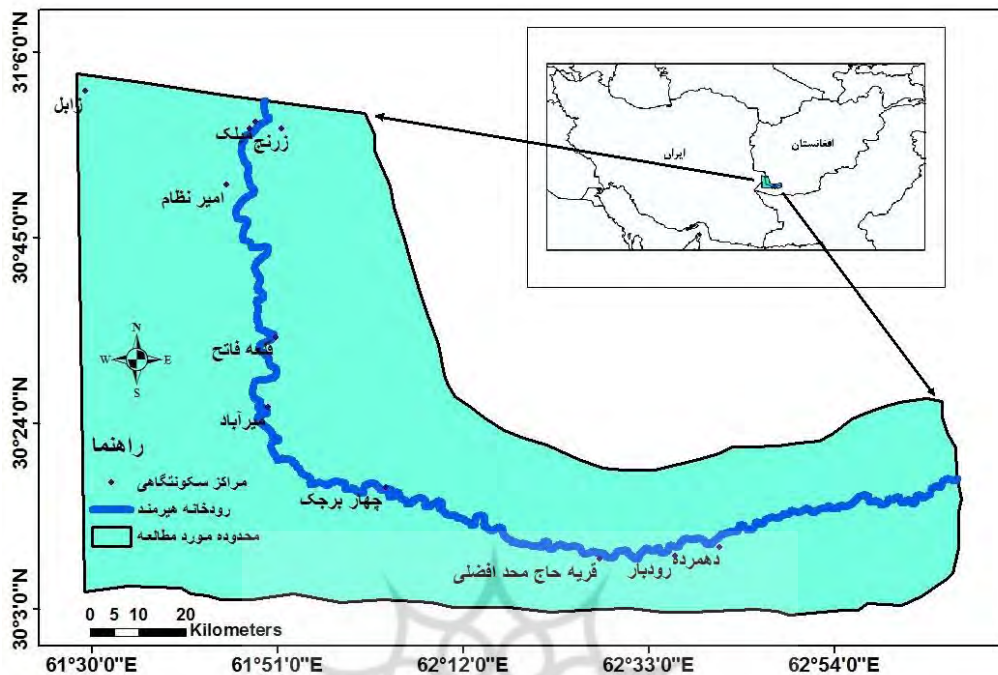 31°6'0"N
30°45'0"N
30°24'0"N
30°3'0"N
زابل
میلک
زرنج
امیر نظام
قلعه فاتح
میرآباد
چهار برجک
قریه حاج محد افضلی
رودبار
دهمرده
ایران
افغانستان
N
W
E
S
راهنما
مراکز سکونتگاهی
رودخانه هیرمند
محدوده مورد مطالعه
0 5 10 20
Kilometers
61°30'0"E
61°51'0"E
62°12'0"E
62°33'0"E
62°54'0"E